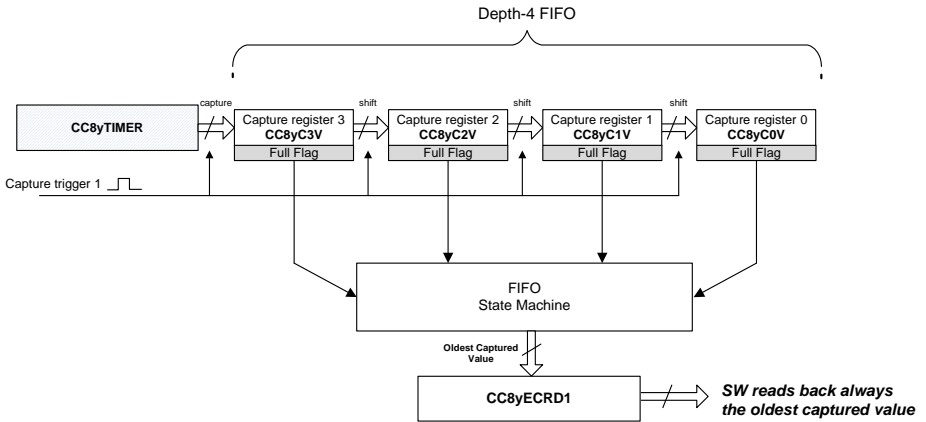 Depth-4 FIFO
capture
shift
shift
shift
CC8yTIMER
Capture register 3
CC8yC3V
Full Flag
Capture register 2
CC8yC2V
Full Flag
Capture register 1
CC8yC1V
Full Flag
Capture register 0
CC8yC0V
Full Flag
Capture trigger 1
FIFO
State Machine
Oldest Captured
Value
CC8yECRD1
SW reads back always
the oldest captured value